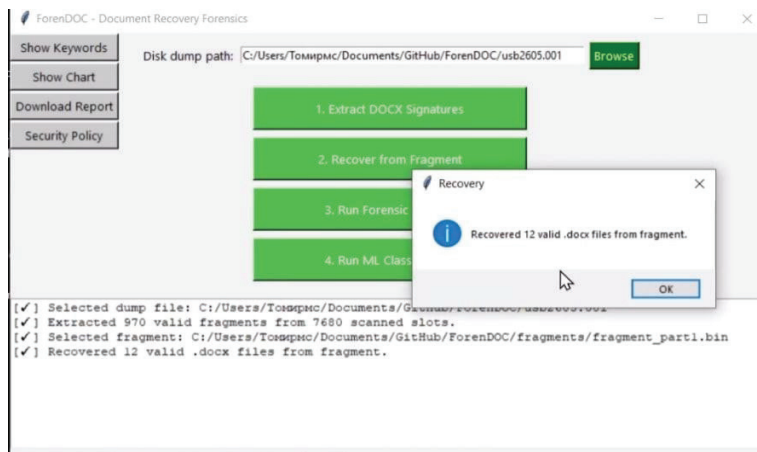 ForenDOC - Document Recovery Forensics
Show Keywords
Show Chart
Download Report
Security Policy
Disk dump path: C:/Users/Томирмс/Documents/GitHub/ForenDOC/usb2605.001 Browse
1. Extract DOCX Signatures
2. Recover from Fragment
3. Run Forensic
4. Run ML Class
Recovery
Recovered 12 valid .docx files from fragment.
OK
[✓] Selected dump file: C:/Users/Томирмс/Documents/GitHub/ForenDOC/usb2605.001
[✓] Extracted 970 valid fragments from 7680 scanned slots.
[✓] Selected fragment: C:/Users/Томирмс/Documents/GitHub/ForenDOC/fragments/fragment_part1.bin
[✓] Recovered 12 valid .docx files from fragment.